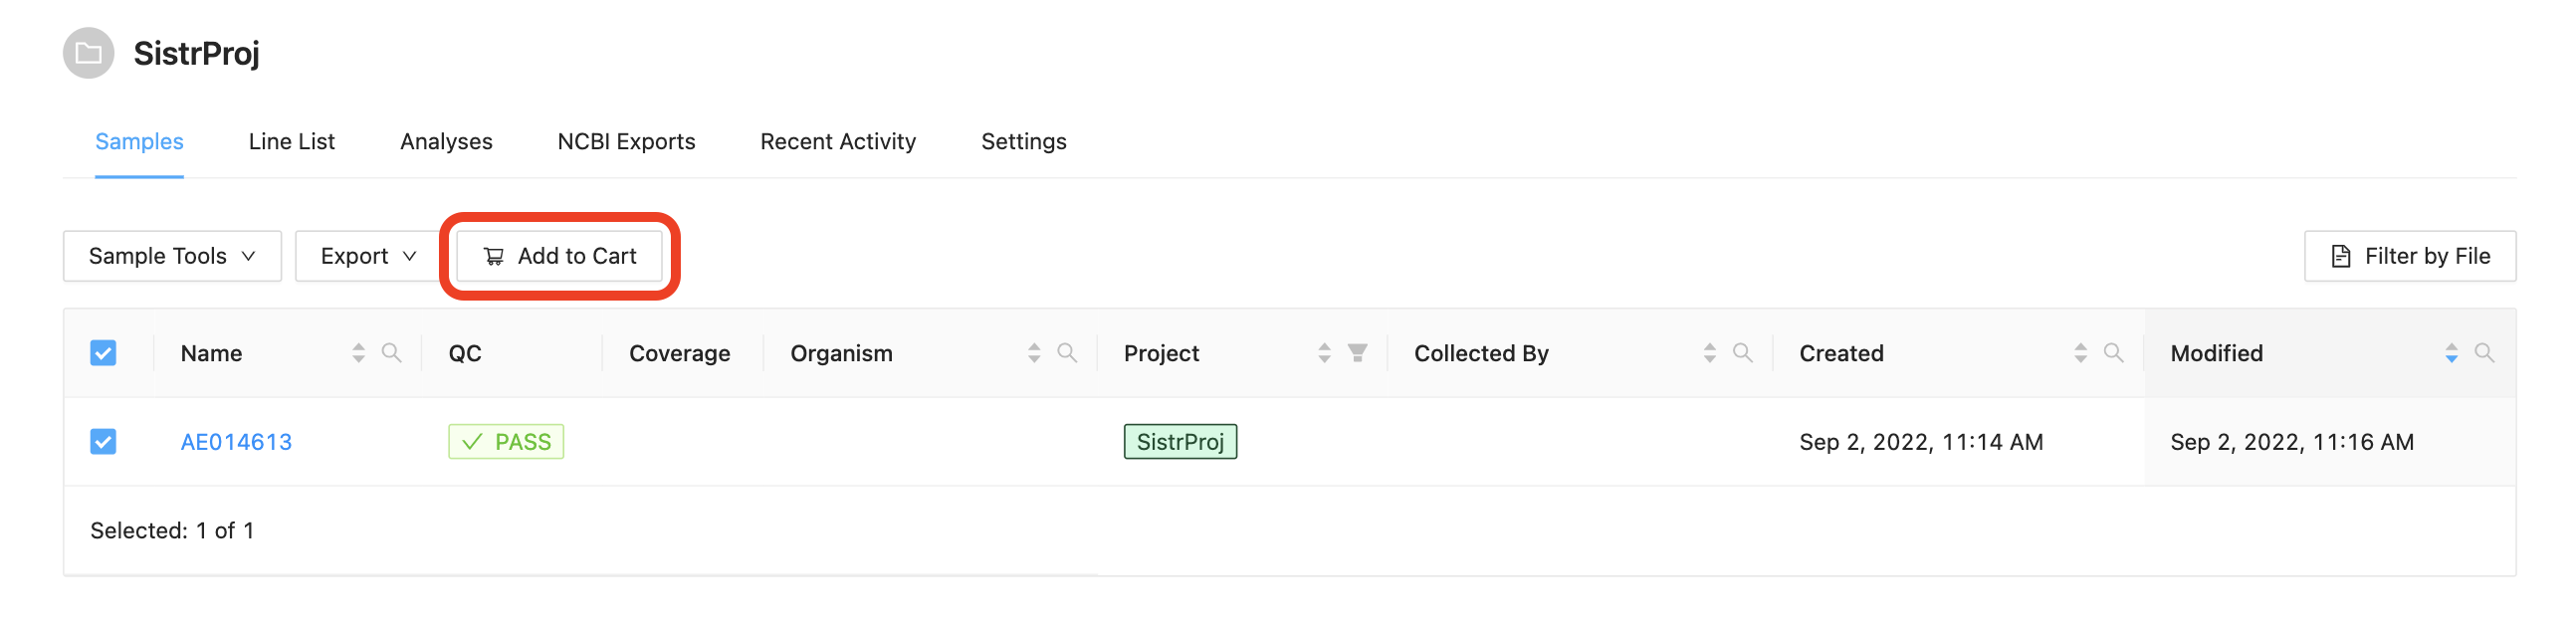 SistrProj
Samples Line List Analyses NCBI Exports Recent Activity Settings
Sample Tools Export Add to Cart Filter by File
Name QC Coverage Organism Project Collected By Created Modified
AE014613 PASS SistrProj Sep 2, 2022, 11:14 AM Sep 2, 2022, 11:16 AM
Selected: 1 of 1